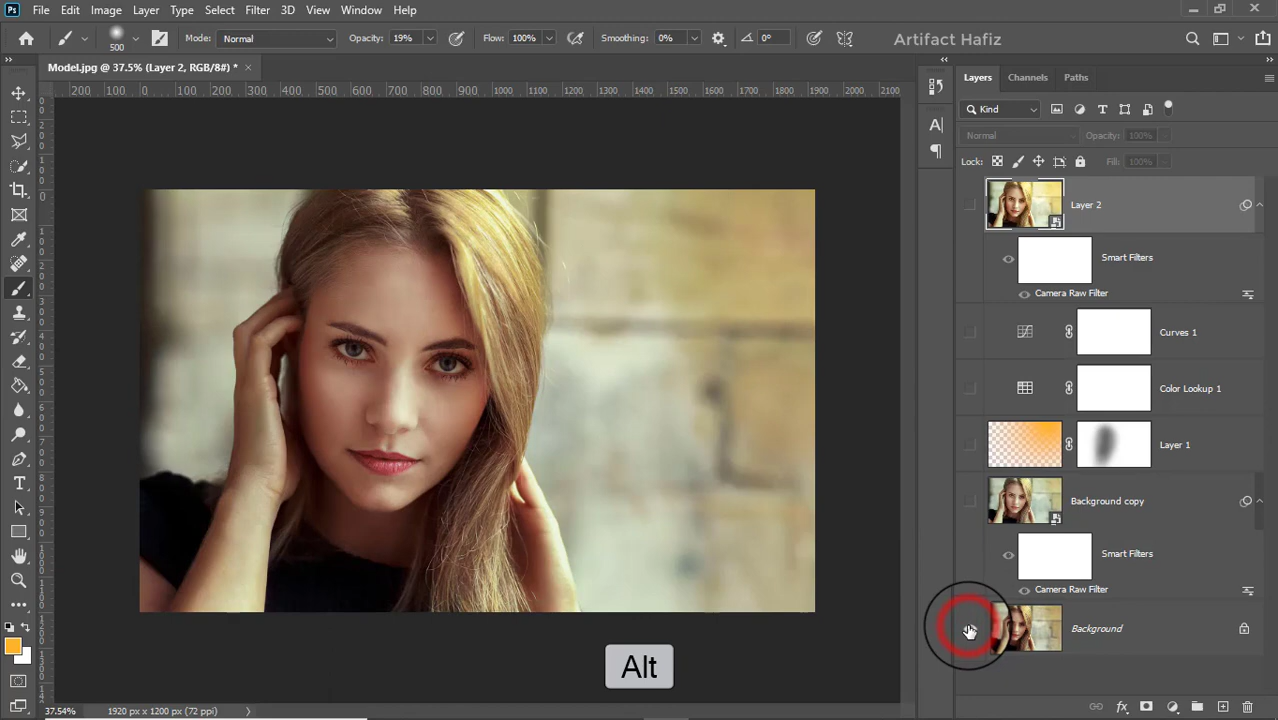 Ps File Edit Image Layer Type Select Filter 3D View Window Help
500 Mode: Normal Opacity: 19% Flow: 100% Smoothing: 0% 0° Artifact Hafiz
Model.jpg @ 37.5% (Layer 2, RGB/8#) * ×
200 100 0 100 200 300 400 500 600 700 800 900 1000 1100 1200 1300 1400 1500 1600 1700 1800 1900 2000 2100
Layers Channels Paths
Kind
Normal Opacity: 100%
Lock: Fill: 100%
Layer 2
Smart Filters
Camera Raw Filter
Curves 1
Color Lookup 1
Layer 1
Background copy
Smart Filters
Camera Raw Filter
Background
Alt
37.54% 1920 px x 1200 px (72 ppi)